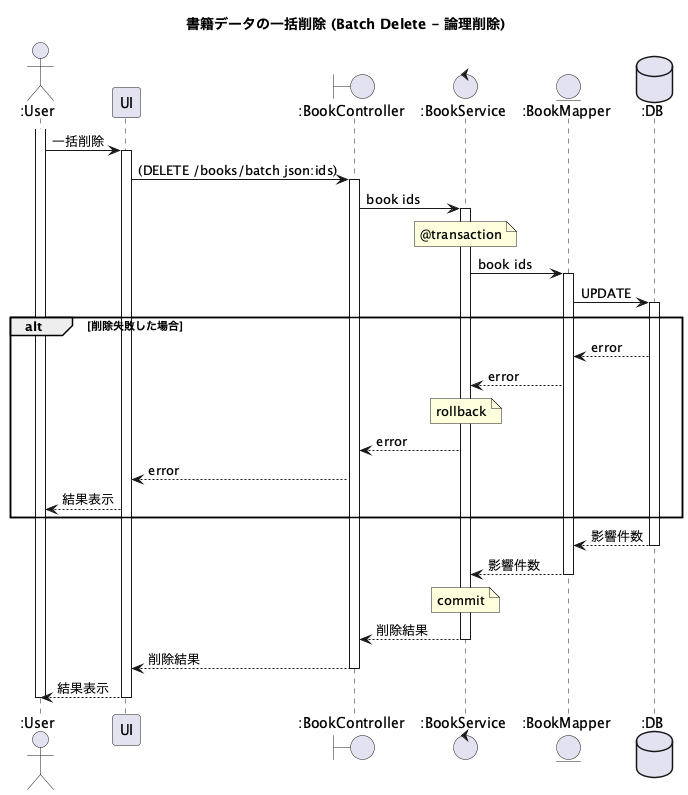 書籍データの一括削除 (Batch Delete - 論理削除)
:User
UI
:BookController
:BookService
:BookMapper
:DB
一括削除
(DELETE /books/batch json:ids)
book ids
@transaction
book ids
UPDATE
alt
[削除失敗した場合]
error
error
rollback
error
error
結果表示
影響件数
影響件数
commit
削除結果
削除結果
結果表示
:User
UI
:BookController
:BookService
:BookMapper
:DB